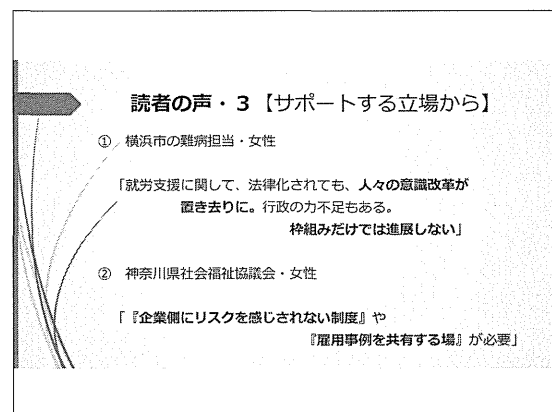 読者の声・３【サポートする立場から】
① 横浜市の難病担当・女性
「就労支援に関して、法律化されても、人々の意識改革が
置き去りに。行政の力不足もある。
枠組みだけでは進展しない」
② 神奈川県社会福祉協議会・女性
「『企業側にリスクを感じされない制度』や
『雇用事例を共有する場』が必要」